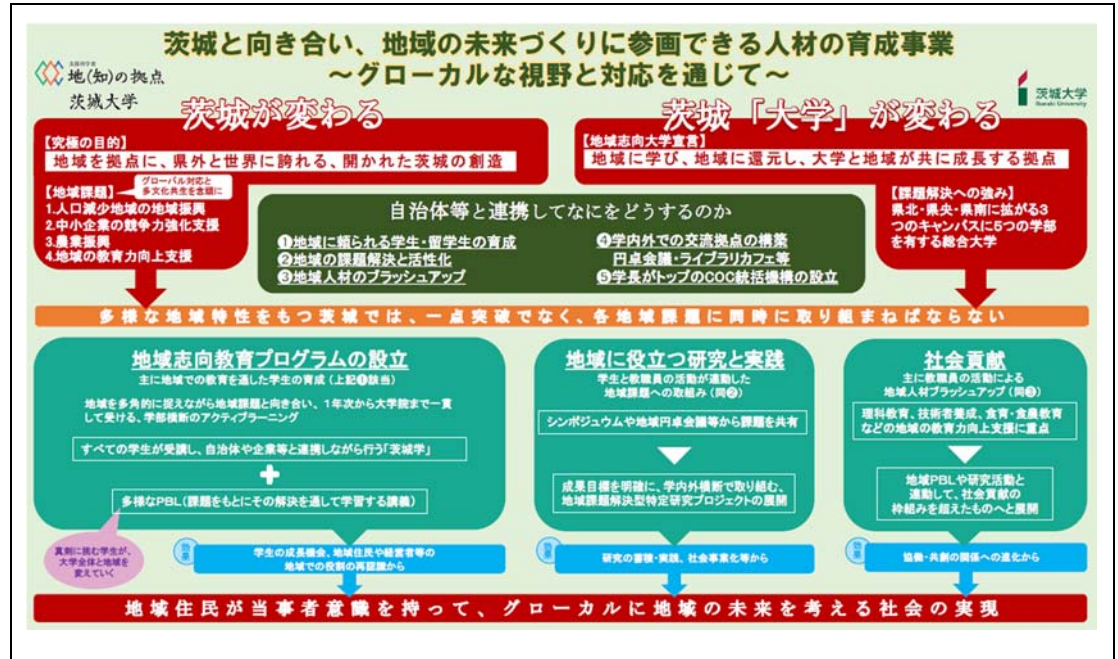 茨城と向き合い、地域の未来づくりに参画できる人材の育成事業
～グローカルな視野と対応を通じて～
地(知)の拠点
茨城大学
茨城大学
Ibaraki University
茨城が変わる
【究極の目的】
地域を拠点に、県外と世界に誇れる、開かれた茨城の創造
【地域課題】
グローバル対応と
多文化共生を念頭に
1.人口減少地域の地域振興
2.中小企業の競争力強化支援
3.農業振興
4.地域の教育力向上支援
茨城「大学」が変わる
【地域志向大学宣言】
地域に学び、地域に還元し、大学と地域が共に成長する拠点
【課題解決への強み】
県北・県央・県南に拡がる3
つのキャンパスに5つの学部
を有する総合大学
自治体等と連携してなにをどうするのか
❶地域に頼られる学生・留学生の育成
❷地域の課題解決と活性化
❸地域人材のブラッシュアップ
❹学内外での交流拠点の構築
円卓会議・ライブラリカフェ等
❺学長がトップのCOC統括機構の設立
多様な地域特性をもつ茨城では、一点突破でなく、各地域課題に同時に取り組まねばならない
地域志向教育プログラムの設立
主に地域での教育を通した学生の育成（上記❶該当）
地域を多角的に捉えながら地域課題と向き合い、1年次から大学院まで一貫
して受ける、学部横断のアクティブラーニング
すべての学生が受講し、自治体や企業等と連携しながら行う「茨城学」
+
多様なPBL（課題をもとにその解決を通して学習する講義）
真剣に挑む学生が、
大学全体と地域を
変えていく
効果
学生の成長機会、地域住民や経営者等の
地域での役割の再認識から
地域に役立つ研究と実践
学生と教職員の活動が連動した
地域課題への取組み（同❷）
シンポジュウムや地域円卓会議等から課題を共有
成果目標を明確に、学内外横断で取り組む、
地域課題解決型特定研究プロジェクトの展開
効果
研究の蓄積・実践、社会事業化等から
社会貢献
主に教職員の活動による
地域人材ブラッシュアップ（同❸）
理科教育、技術者養成、食育・食農教育
などの地域の教育力向上支援に重点
地域PBLや研究活動と
連動して、社会貢献の
枠組みを超えたものへと展開
効果
協働・共創の関係への進化から
地域住民が当事者意識を持って、グローカルに地域の未来を考える社会の実現